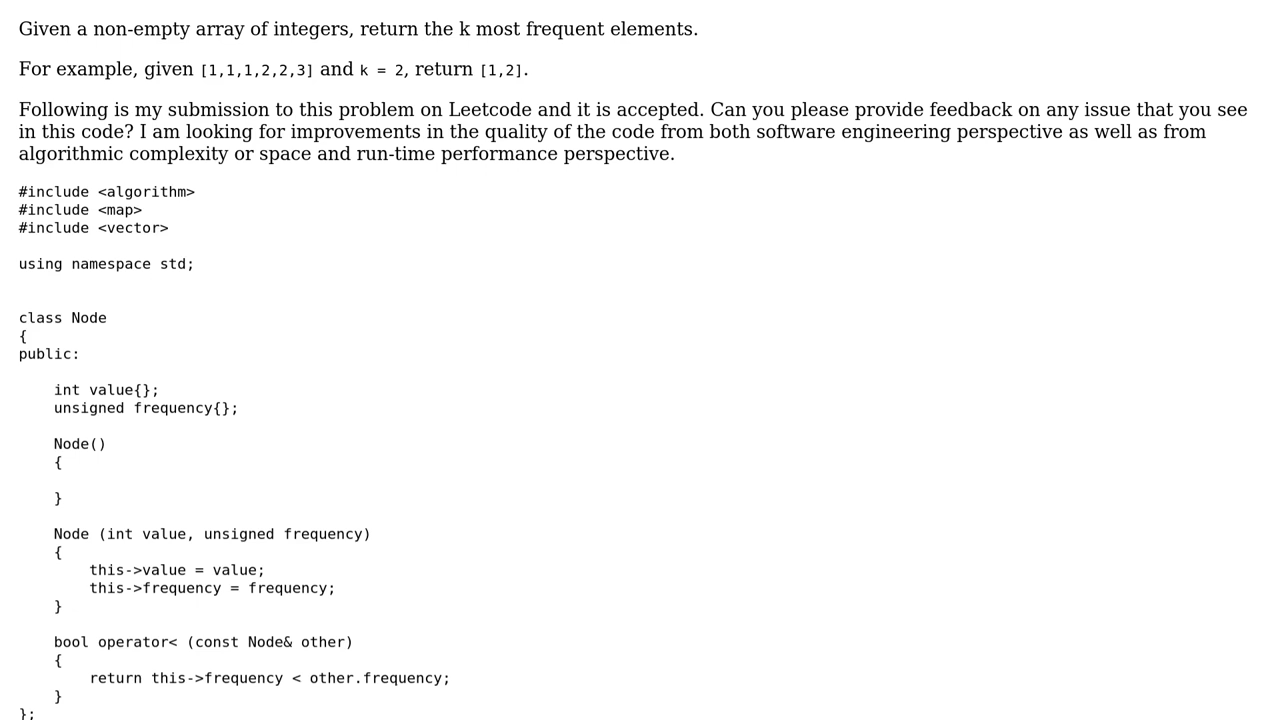 Given a non-empty array of integers, return the k most frequent elements.
For example, given [1,1,1,2,2,3] and k = 2, return [1,2].
Following is my submission to this problem on Leetcode and it is accepted. Can you please provide feedback on any issue that you see
in this code? I am looking for improvements in the quality of the code from both software engineering perspective as well as from
algorithmic complexity or space and run-time performance perspective.
#include <algorithm>
#include <map>
#include <vector>
using namespace std;
class Node
{
public:
    int value{};
    unsigned frequency{};
    Node()
    {
    }
    Node (int value, unsigned frequency)
    {
        this->value = value;
        this->frequency = frequency;
    }
    bool operator< (const Node& other)
    {
        return this->frequency < other.frequency;
    }
};